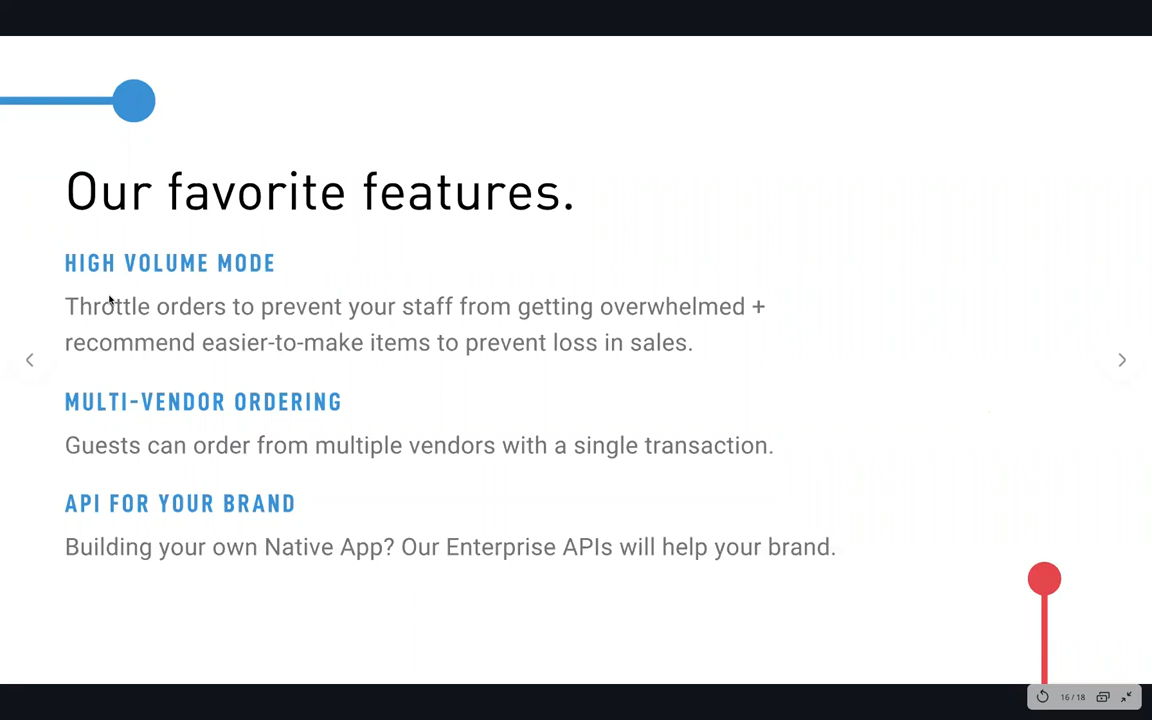 Our favorite features.
HIGH VOLUME MODE
Throttle orders to prevent your staff from getting overwhelmed +
recommend easier-to-make items to prevent loss in sales.
MULTI-VENDOR ORDERING
Guests can order from multiple vendors with a single transaction.
API FOR YOUR BRAND
Building your own Native App? Our Enterprise APIs will help your brand.
16 / 18